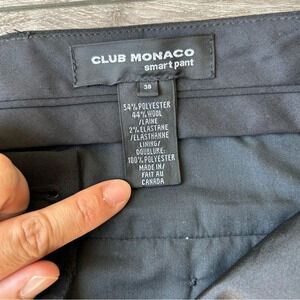 CLUB MONACO
smart pant
38
54% POLYESTER
44% WOOL
/LAINE
2% ELASTANE
/ELASTHANNE
LINING/
DOUBLURE:
100% POLYESTER
MADE IN/
FAIT AU
CANADA